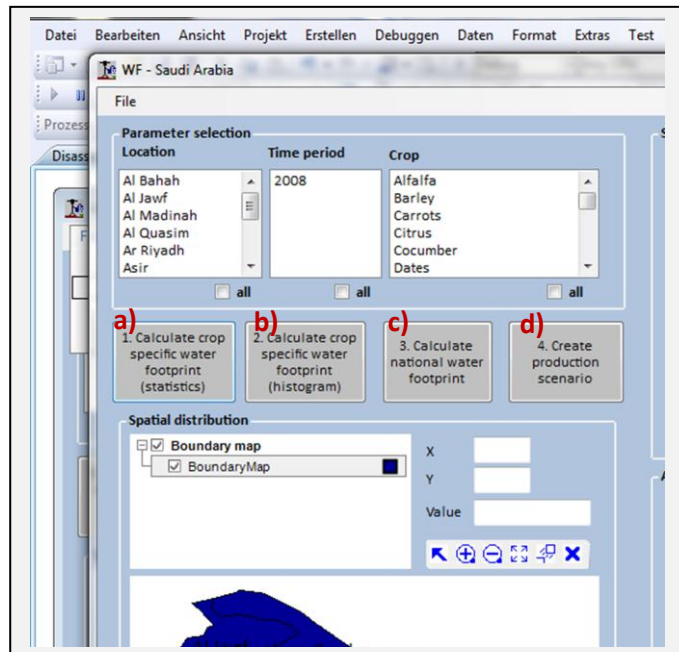 Datei Bearbeiten Ansicht Projekt Erstellen Debuggen Daten Format Extras Test
WF - Saudi Arabia
File
Prozess
Disass
Parameter selection
Location Time period Crop
Al Bahah 2008 Alfalfa
Al Jawf Barley
Al Madinah Carrots
Al Quasim Citrus
Ar Riyadh Cocumber
Asir Dates
all all all
a) b) c) d)
1. Calculate crop
specific water
footprint
(statistics)
2. Calculate crop
specific water
footprint
(histogram)
3. Calculate
national water
footprint
4. Create
production
scenario
Spatial distribution
Boundary map
BoundaryMap
X
Y
Value